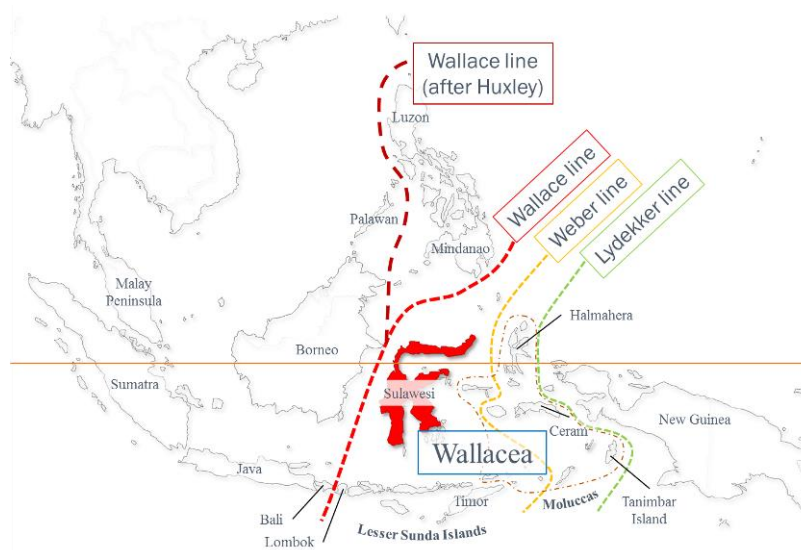 Wallace line
(after Huxley)
Luzon
Wallace line
Weber line
Lydekker line
Palawan
Mindanao
Malay
Peninsula
Halmahera
Borneo
Sumatra
Sulawesi
New Guinea
Ceram
Wallacea
Java
Timor
Moluccas
Tanimbar
Island
Bali
Lombok
Lesser Sunda Islands